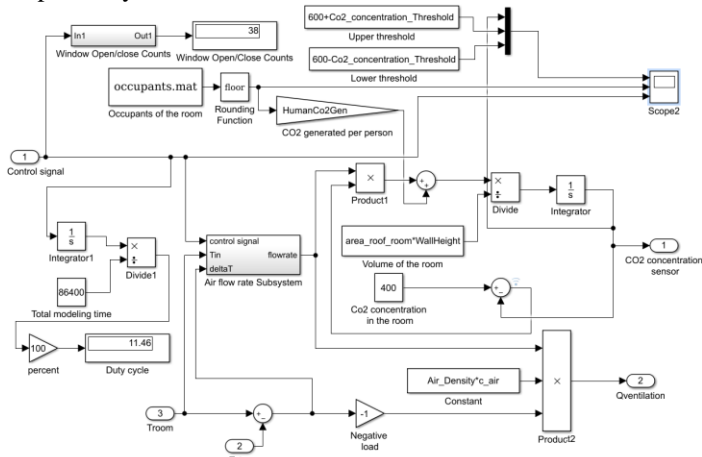 In1
Out1
Window Open/close Counts
38
Window Open/Close Counts
600+Co2_concentration_Threshold
Upper threshold
600-Co2_concentration_Threshold
Lower threshold
occupants.mat
Occupants of the room
floor
Rounding
Function
HumanCo2Gen
CO2 generated per person
Scope2
1
Control signal
×
Product1
+
+
×
÷
Divide
1
s
Integrator
1
s
Integrator1
×
÷
Divide1
86400
Total modeling time
control signal
Tin
deltaT
flowrate
Air flow rate Subsystem
area_roof_room*WallHeight
Volume of the room
400
Co2 concentration
in the room
+
−
1
CO2 concentration
sensor
100
percent
11.46
Duty cycle
Air_Density*c_air
Constant
×
Product2
2
Qventilation
3
Troom
+
−
2
-1
Negative
load